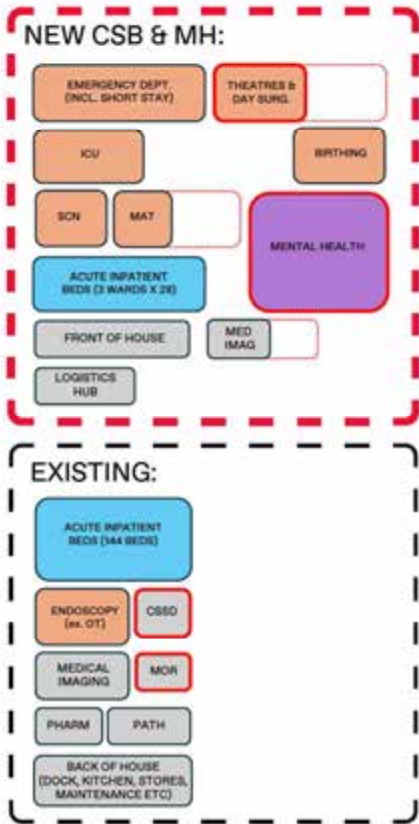 NEW CSB & MH:
EMERGENCY DEPT.
(INCL. SHORT STAY)
THEATRES &
DAY SURG.
ICU
BIRTHING
SCN
MAT
MENTAL HEALTH
ACUTE INPATIENT
BEDS (3 WARDS X 28)
FRONT OF HOUSE
MED
IMAG
LOGISTICS
HUB
EXISTING:
ACUTE INPATIENT
BEDS (144 BEDS)
ENDOSCOPY
(ex. OT)
CSSD
MEDICAL
IMAGING
MOR
PHARM
PATH
BACK OF HOUSE
(DOCK, KITCHEN, STORES,
MAINTENANCE ETC)